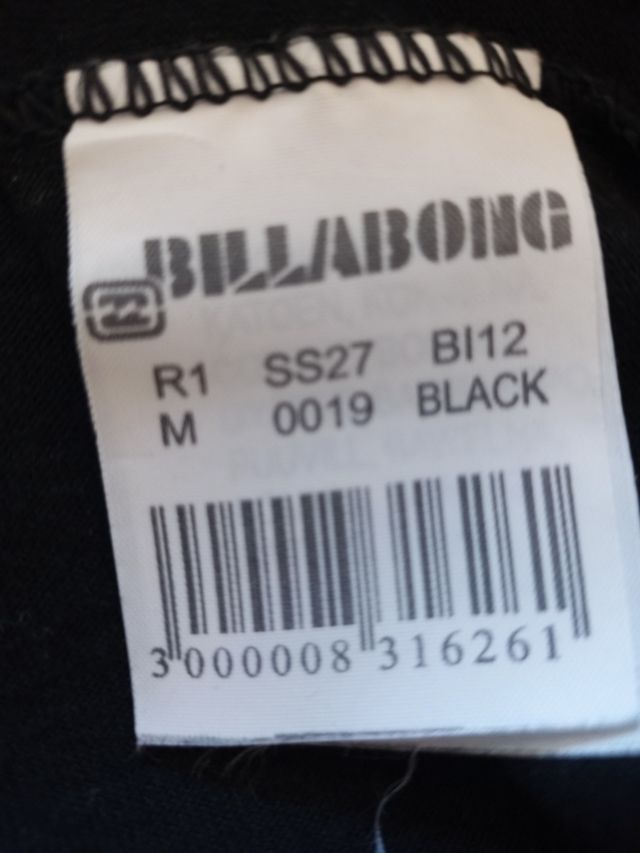 BILLABONG
R1 SS27 BI12
M 0019 BLACK
3 000008 316261